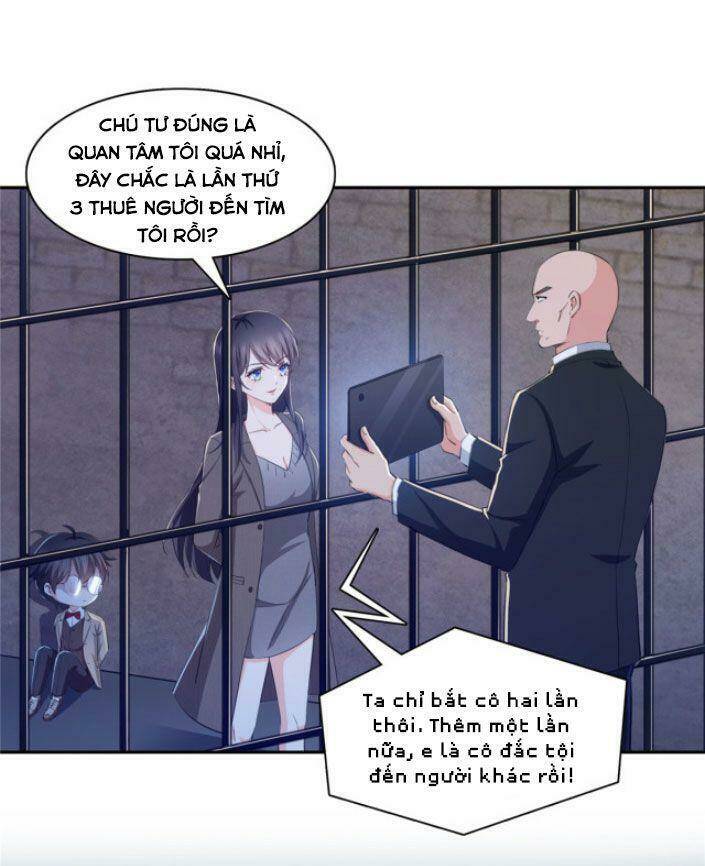 CHÚ TƯ ĐÚNG LÀ
QUAN TÂM TÔI QUÁ NHỈ,
ĐÂY CHẮC LÀ LẦN THỨ
3 THUÊ NGƯỜI ĐẾN TÌM
TÔI RỒI?
Ta chỉ bắt cô hai lần
thôi. Thêm một lần
nữa, e là cô đắc tội
đến người khác rồi!